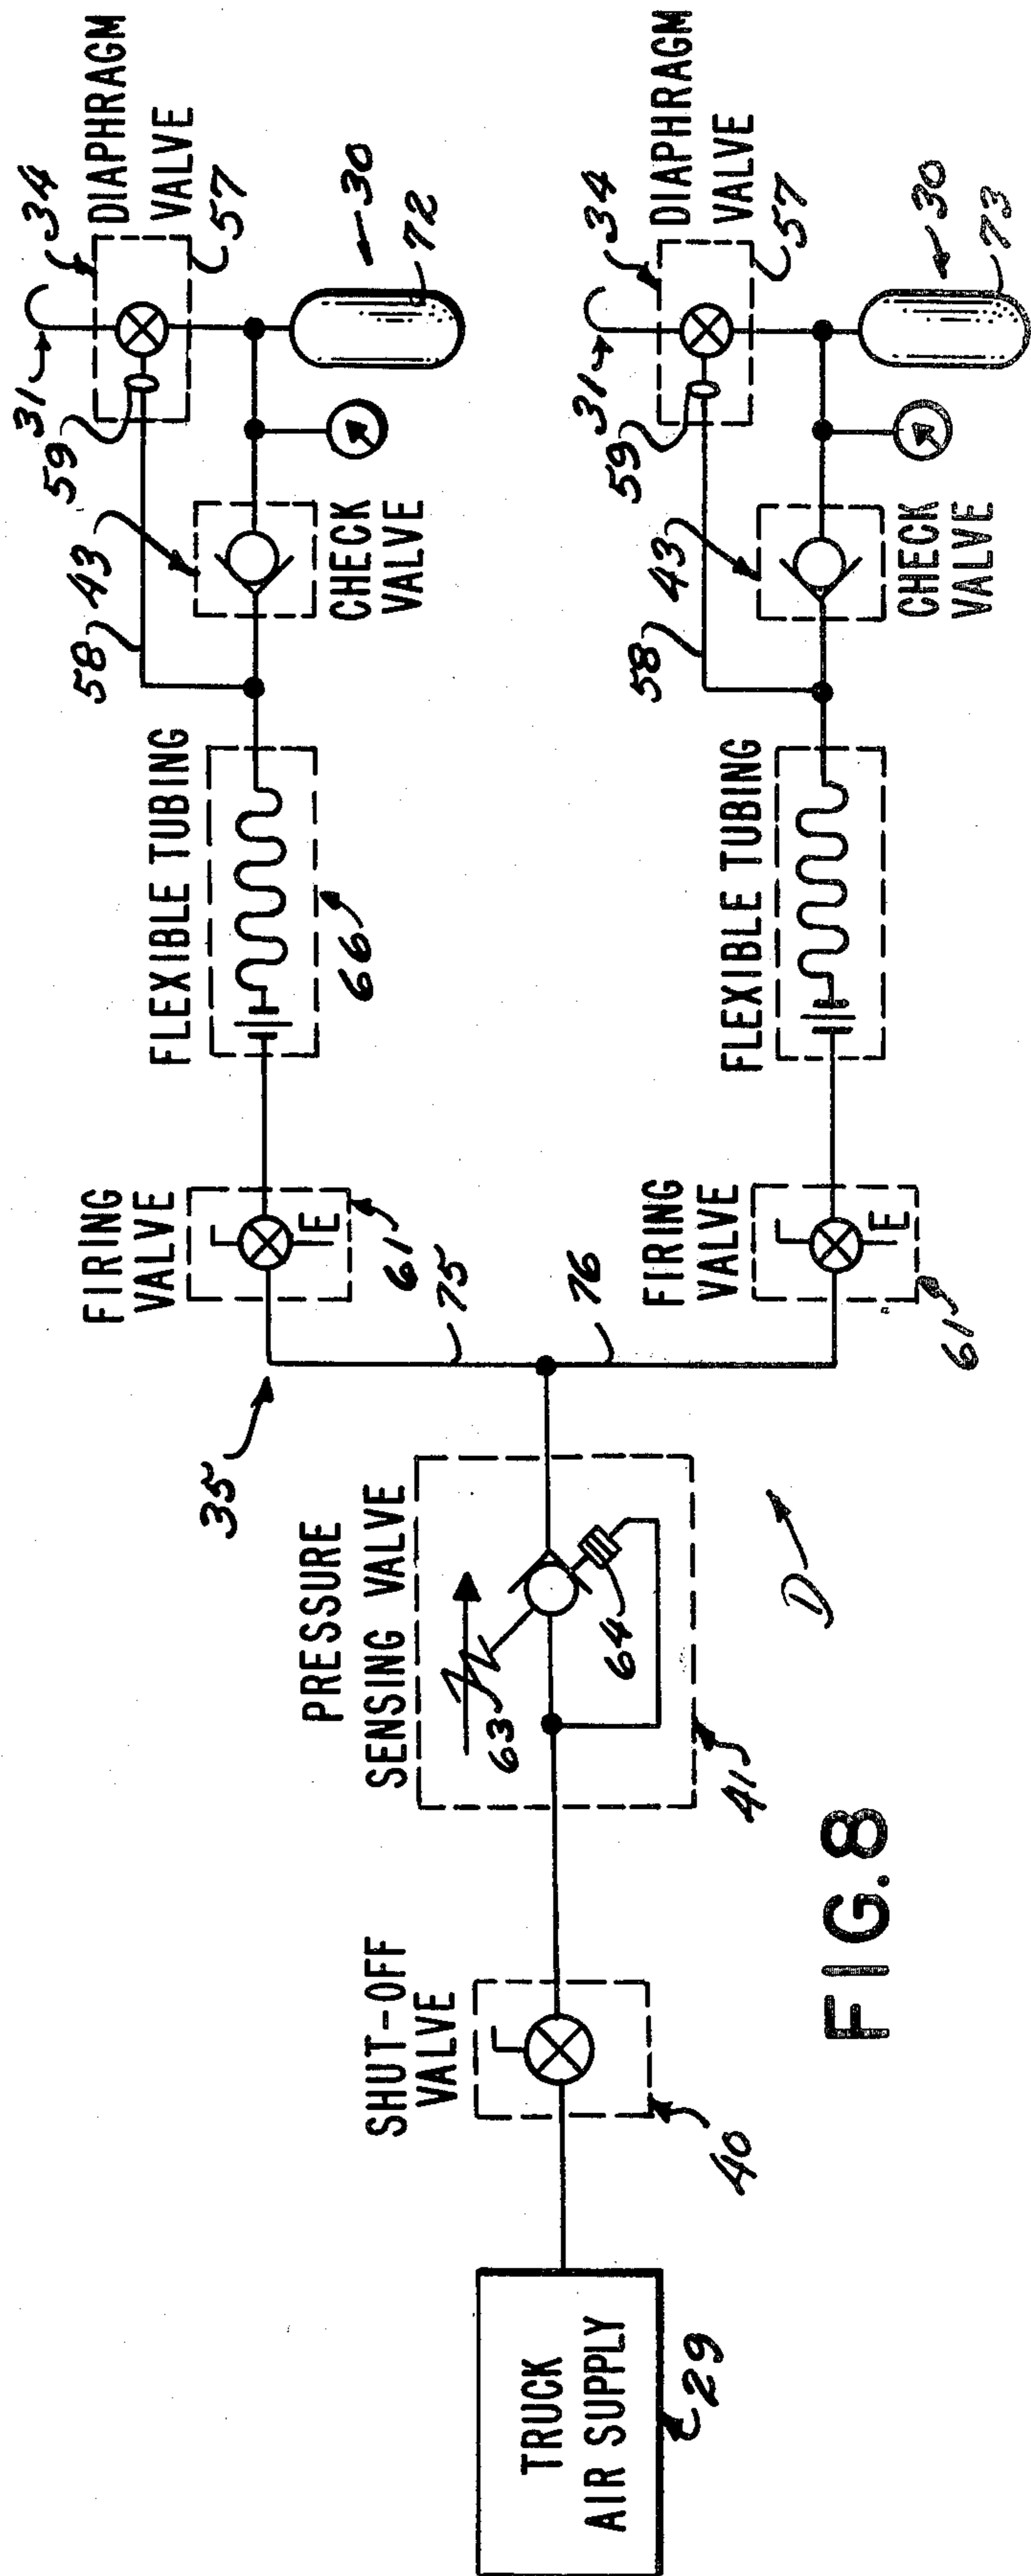 TRUCK
AIR SUPPLY
29
SHUT-OFF
VALVE
40
PRESSURE
SENSING VALVE
63
64
41
D
35
75
76
FIRING
VALVE
E
61
FLEXIBLE TUBING
66
58
43
CHECK
VALVE
59
31
34
DIAPHRAGM
VALVE
57
30
72
FIRING
VALVE
E
61
FLEXIBLE TUBING
58
43
CHECK
VALVE
59
31
34
DIAPHRAGM
VALVE
57
30
73
FIG.8